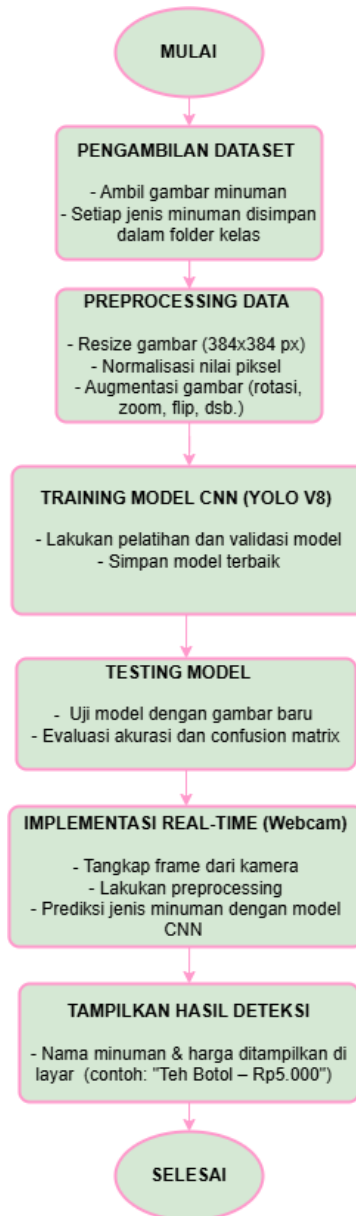 MULAI
PENGAMBILAN DATASET
- Ambil gambar minuman
- Setiap jenis minuman disimpan
dalam folder kelas
PREPROCESSING DATA
- Resize gambar (384x384 px)
- Normalisasi nilai piksel
- Augmentasi gambar (rotasi,
zoom, flip, dsb.)
TRAINING MODEL CNN (YOLO V8)
- Lakukan pelatihan dan validasi model
- Simpan model terbaik
TESTING MODEL
- Uji model dengan gambar baru
- Evaluasi akurasi dan confusion matrix
IMPLEMENTASI REAL-TIME (Webcam)
- Tangkap frame dari kamera
- Lakukan preprocessing
- Prediksi jenis minuman dengan model
CNN
TAMPILKAN HASIL DETEKSI
- Nama minuman & harga ditampilkan di
layar (contoh: "Teh Botol – Rp5.000")
SELESAI